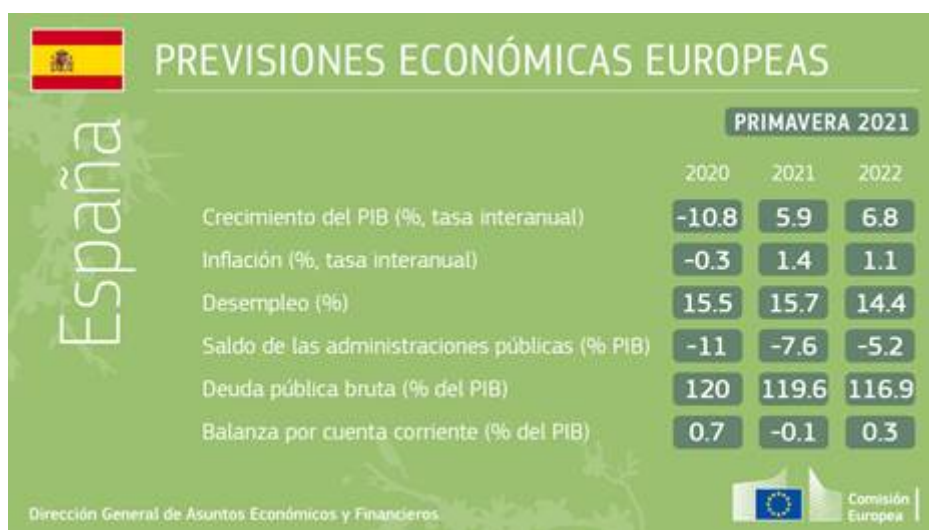 PREVISIONES ECONÓMICAS EUROPEAS
España
PRIMAVERA 2021
2020 2021 2022
Crecimiento del PIB (%, tasa interanual) -10.8 5.9 6.8
Inflación (%, tasa interanual) -0.3 1.4 1.1
Desempleo (%) 15.5 15.7 14.4
Saldo de las administraciones públicas (% PIB) -11 -7.6 -5.2
Deuda pública bruta (% del PIB) 120 119.6 116.9
Balanza por cuenta corriente (% del PIB) 0.7 -0.1 0.3
Dirección General de Asuntos Económicos y Financieros
Comisión
Europea